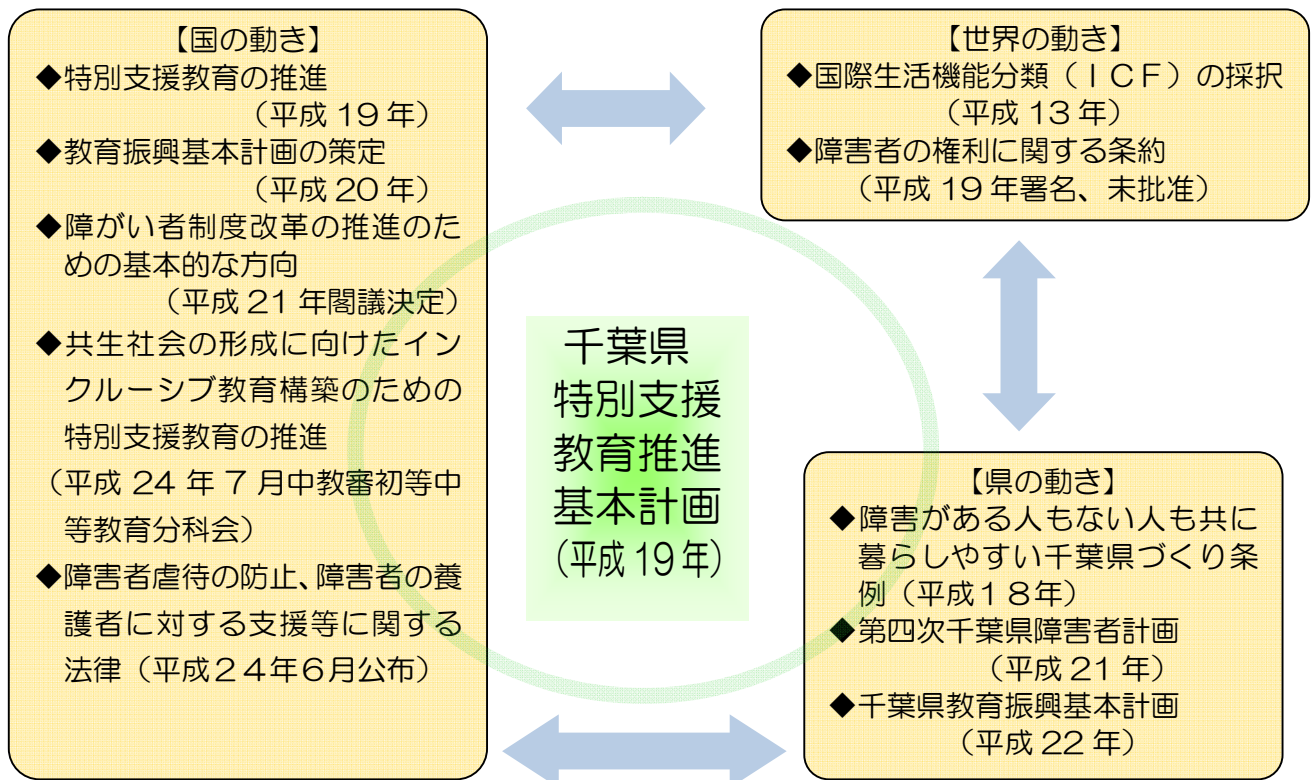 【国の動き】
◆特別支援教育の推進
（平成 19 年）
◆教育振興基本計画の策定
（平成 20 年）
◆障がい者制度改革の推進のた
めの基本的な方向
（平成 21 年閣議決定）
◆共生社会の形成に向けたイン
クルーシブ教育構築のための
特別支援教育の推進
（平成 24 年 7 月中教審初等中
等教育分科会）
◆障害者虐待の防止、障害者の養
護者に対する支援等に関する
法律（平成２４年６月公布）
【世界の動き】
◆国際生活機能分類（ＩＣＦ）の採択
（平成 13 年）
◆障害者の権利に関する条約
（平成 19 年署名、未批准）
千葉県
特別支援
教育推進
基本計画
（平成 19 年）
【県の動き】
◆障害がある人もない人も共に
暮らしやすい千葉県づくり条
例（平成１８年）
◆第四次千葉県障害者計画
（平成 21 年）
◆千葉県教育振興基本計画
（平成 22 年）